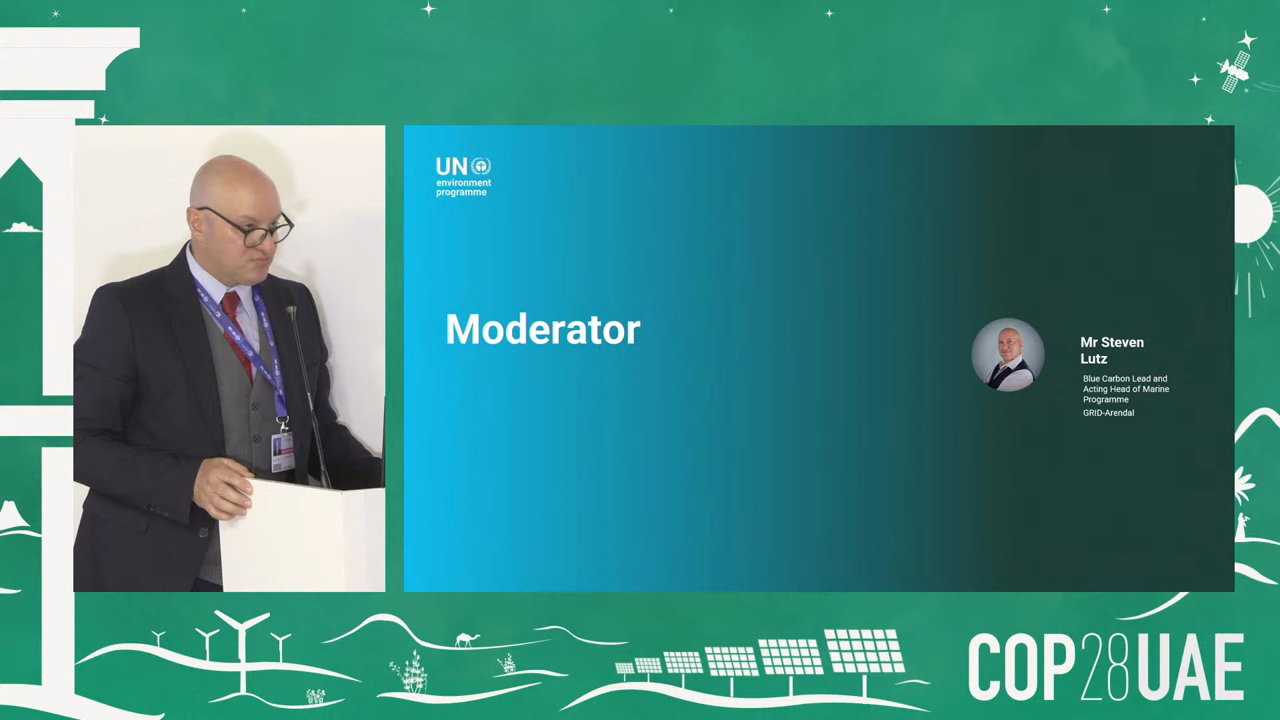 UN
environment
programme
Moderator
Mr Steven
Lutz
Blue Carbon Lead and
Acting Head of Marine
Programme
GRID-Arendal
COP28UAE